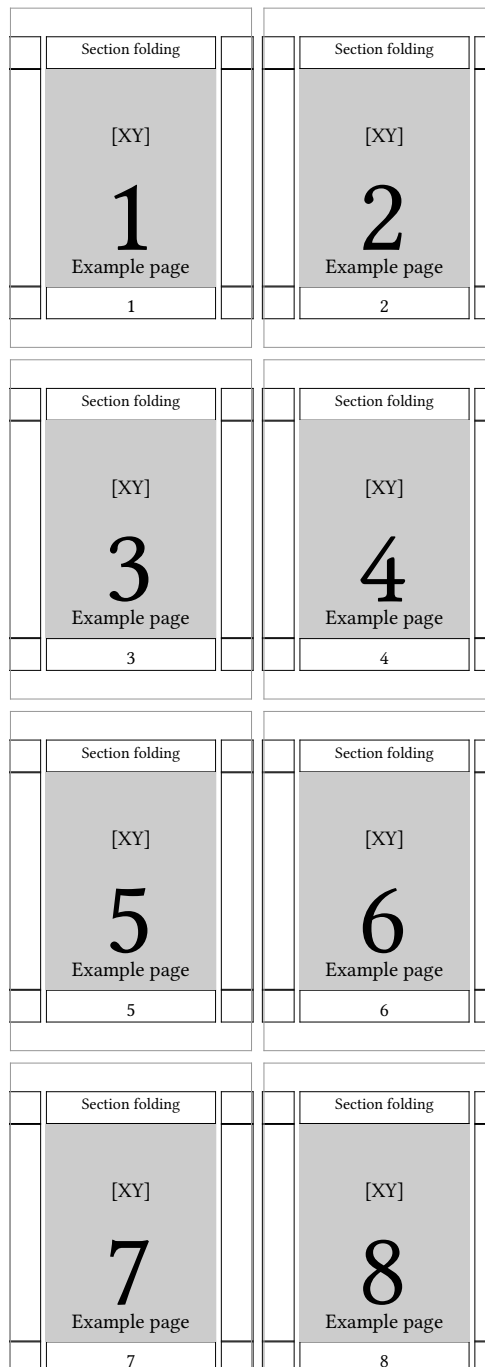 Section folding
[XY]
1
Example page
1
Section folding
[XY]
2
Example page
2
Section folding
[XY]
3
Example page
3
Section folding
[XY]
4
Example page
4
Section folding
[XY]
5
Example page
5
Section folding
[XY]
6
Example page
6
Section folding
[XY]
7
Example page
7
Section folding
[XY]
8
Example page
8